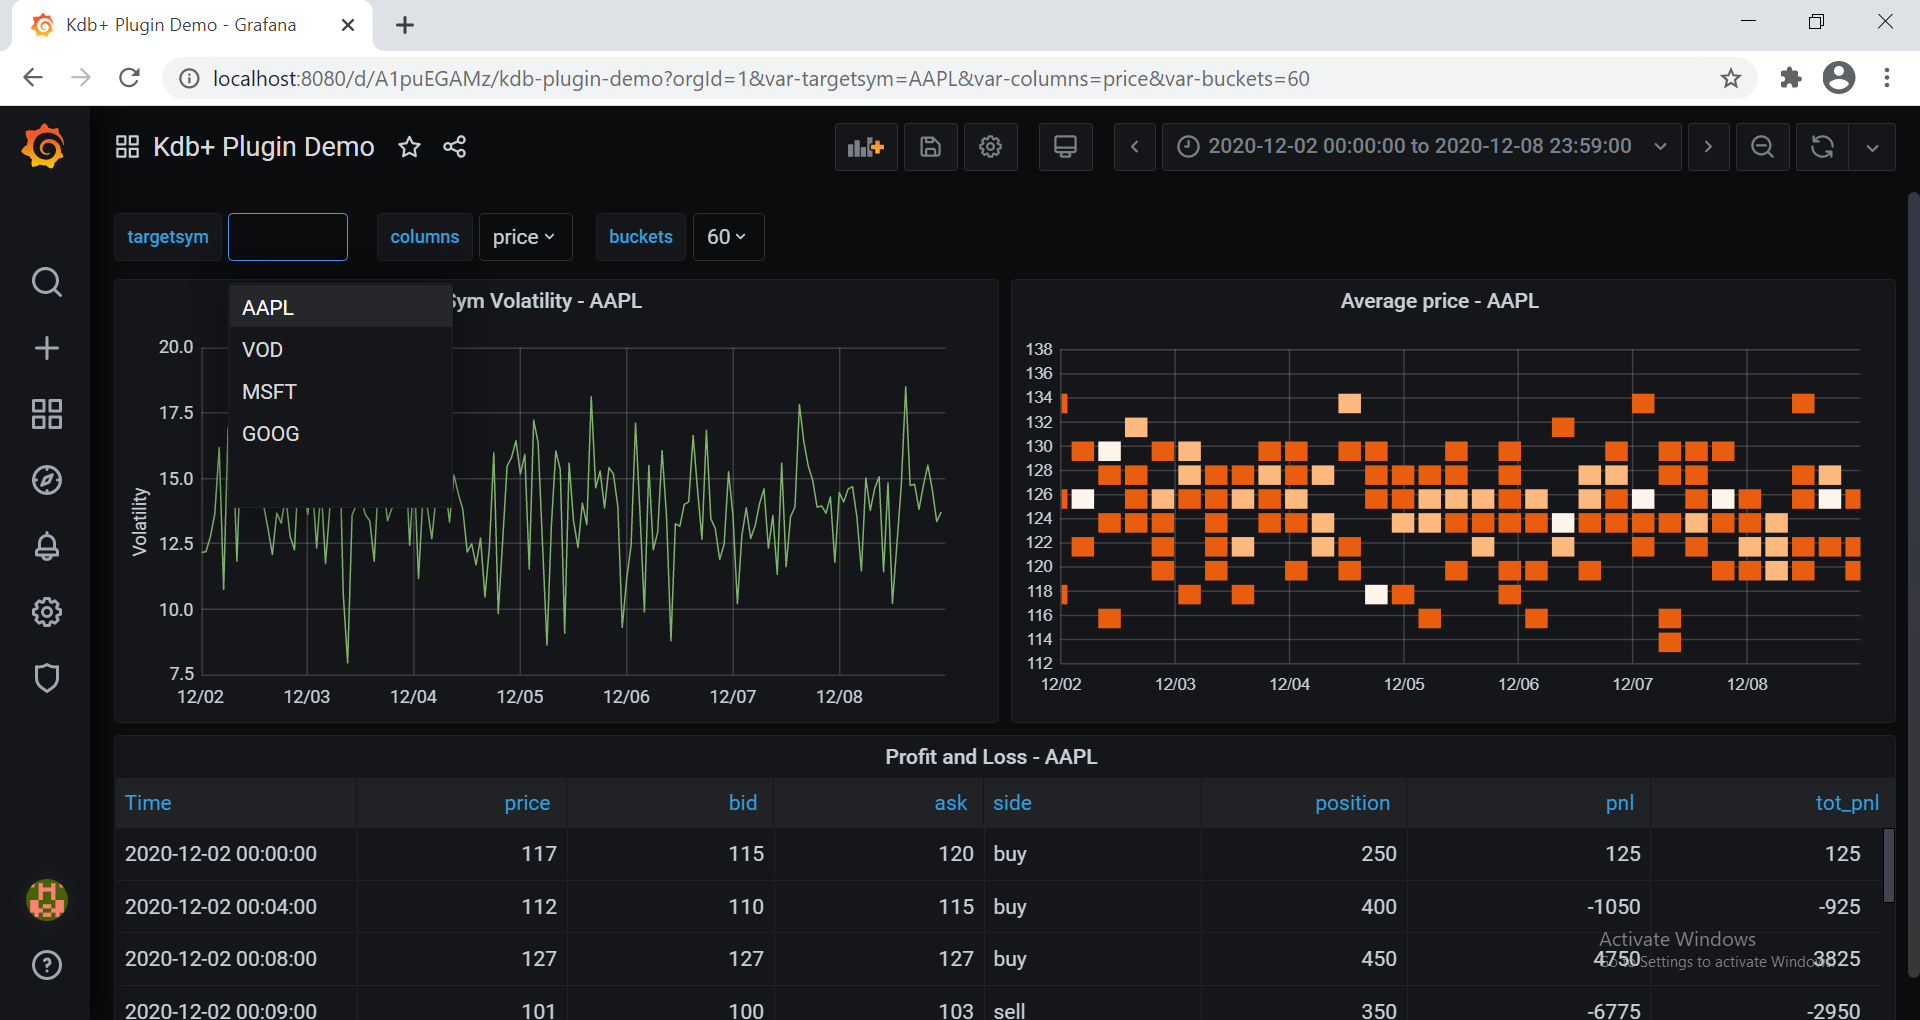 Kdb+ Plugin Demo - Grafana
localhost:8080/d/A1puEGAMz/kdb-plugin-demo?orgId=1&var-targetsym=AAPL&var-columns=price&var-buckets=60
Kdb+ Plugin Demo
2020-12-02 00:00:00 to 2020-12-08 23:59:00
targetsym
columns price
buckets 60
AAPL
VOD
MSFT
GOOG
Sym Volatility - AAPL
Volatility
20.0
17.5
15.0
12.5
10.0
7.5
12/02 12/03 12/04 12/05 12/06 12/07 12/08
Average price - AAPL
138
136
134
132
130
128
126
124
122
120
118
116
114
112
12/02 12/03 12/04 12/05 12/06 12/07 12/08
Profit and Loss - AAPL
Time price bid ask side position pnl tot_pnl
2020-12-02 00:00:00 117 115 120 buy 250 125 125
2020-12-02 00:04:00 112 110 115 buy 400 -1050 -925
2020-12-02 00:08:00 127 127 127 buy 450 4750 3825
2020-12-02 00:09:00 101 100 103 sell 350 -6775 -2950
Activate Windows
Go to Settings to activate Windows.